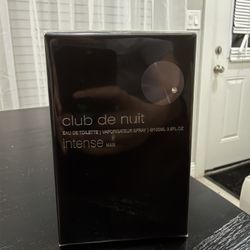 club de nuit
EAU DE TOILETTE | VAPORISATEUR SPRAY | ℮105ML 3.6FL.OZ
intense MAN